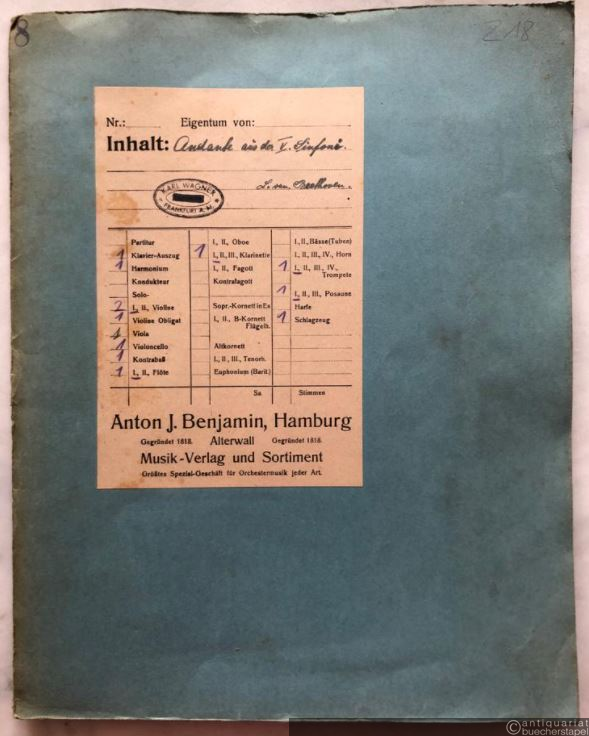 8
Z 18
Nr.: Eigentum von:
Inhalt: Andante aus der V. Sinfonie.
L. van Beethoven.
KARL WAGNER
FRANKFURT A. M.
Partitur
1 Klavier-Auszug
1 Harmonium
Kondukteur
Solo-
2 I., II., Violine
1 Violine Obligat
1 Viola
1 Violoncello
1 Kontrabaß
1 I., II., Flöte
I., II., Oboe
1 I., II., III., Klarinette
I., II., Fagott
Kontrafagott
Sopr.-Kornett in Es
I., II., B-Kornett
Flügelh.
Altkornett
I., II., III., Tenorh.
Euphonium (Barit.)
Sa.
I., II., Bässe (Tuben)
I., II., III., IV., Horn
1 I., II., III., IV.,
Trompete
1 I., II., III., Posaune
Harfe
1 Schlagzeug
Stimmen
Anton J. Benjamin, Hamburg
Gegründet 1818. Alterwall Gegründet 1818.
Musik-Verlag und Sortiment
Größtes Spezial-Geschäft für Orchestermusik jeder Art.
©antiquariat
buecherstapel